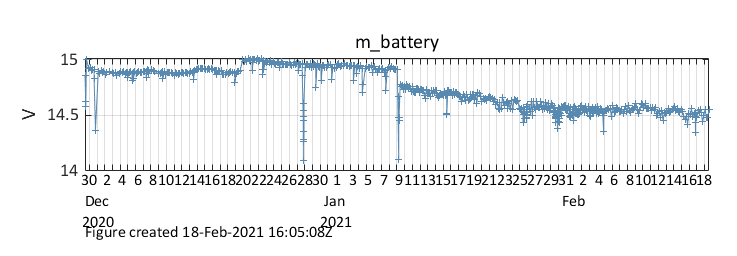 m_battery
15
14.5
14
V
30 2 4 6 8 10 12 14 16 18 20 22 24 26 28 30 1 3 5 7 9 11 13 15 17 19 21 23 25 27 29 31 2 4 6 8 10 12 14 16 18
Dec Jan Feb
2020 2021
Figure created 18-Feb-2021 16:05:08Z